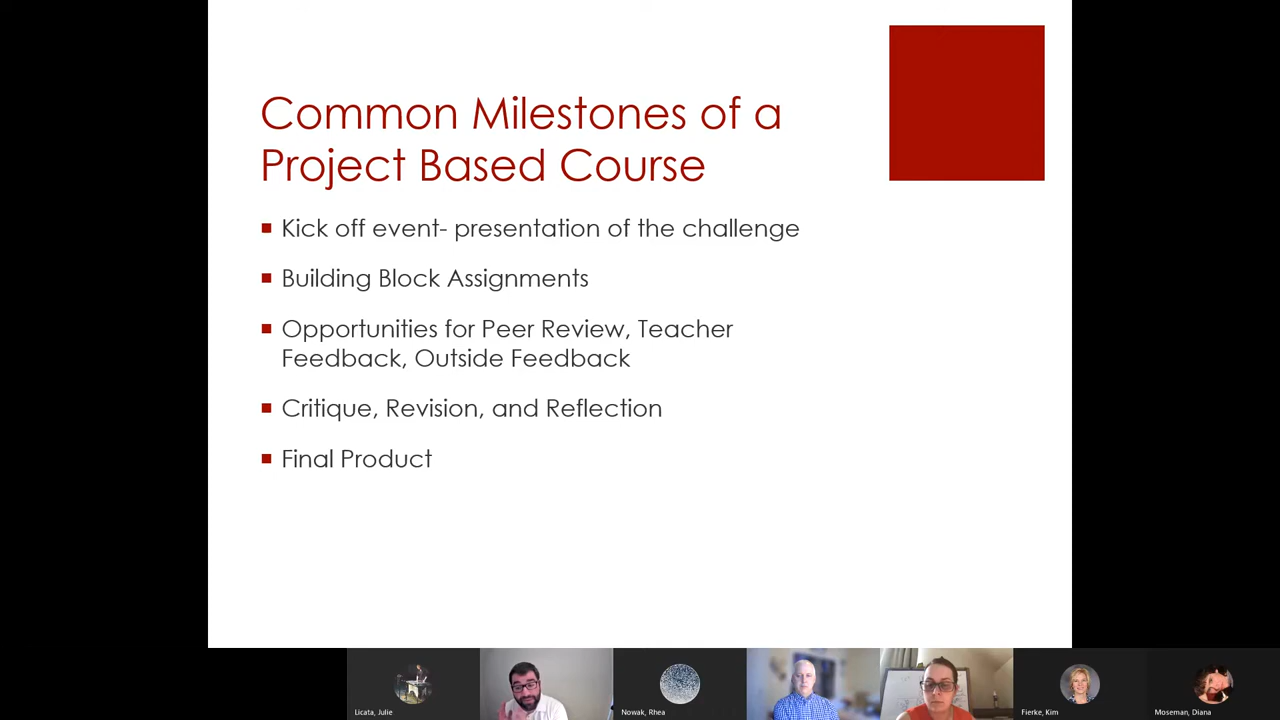 Common Milestones of a
Project Based Course
Kick off event- presentation of the challenge
Building Block Assignments
Opportunities for Peer Review, Teacher
Feedback, Outside Feedback
Critique, Revision, and Reflection
Final Product
Licata, Julie
Nowak, Rhea
Fierke, Kim
Moseman, Diana